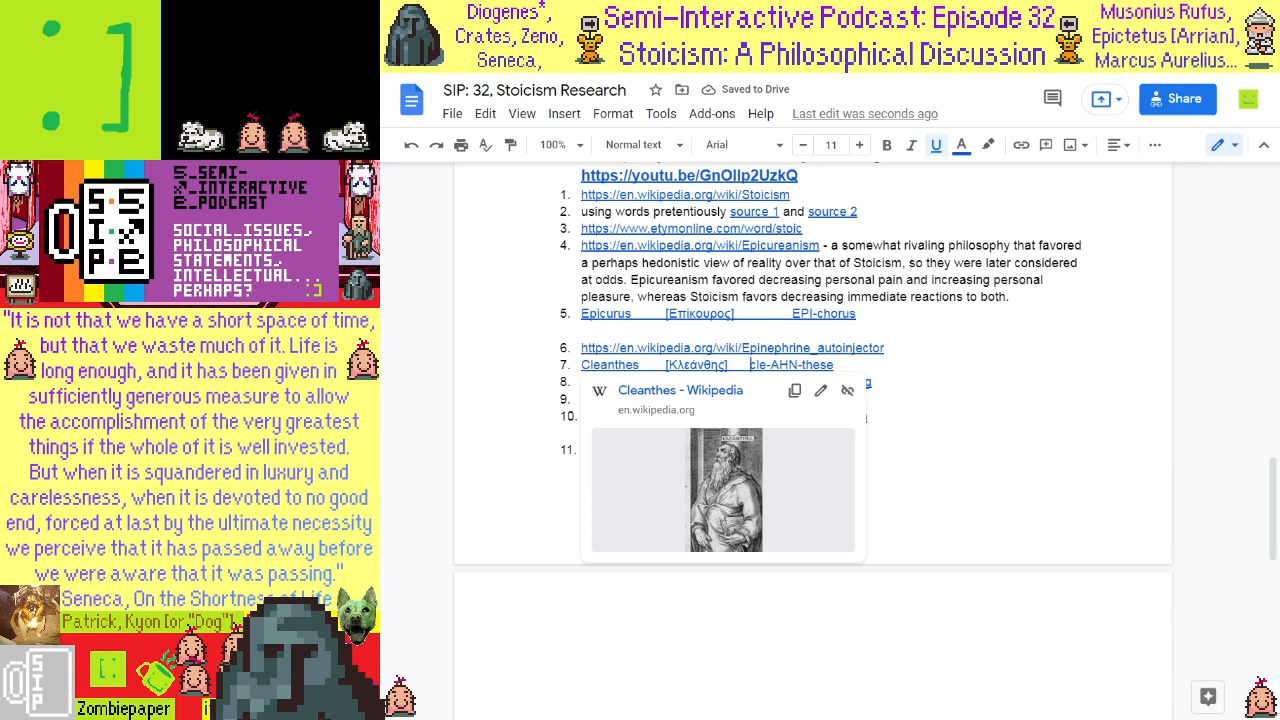 Diogenes*,
Crates, Zeno,
Seneca,
Semi-Interactive Podcast: Episode 32
Stoicism: A Philosophical Discussion
Musonius Rufus,
Epictetus [Arrian],
Marcus Aurelius...
SIP: 32, Stoicism Research
Saved to Drive
File Edit View Insert Format Tools Add-ons Help Last edit was seconds ago
Share
100% Normal text Arial 11 B I U A
: ]
S_SEMI-
_INTERACTIVE
_PODCAST
SOCIAL_ISSUES,
PHILOSOPHICAL
STATEMENTS,
INTELLECTUAL...
PERHAPS? :]
"It is not that we have a short space of time,
but that we waste much of it. Life is
long enough, and it has been given in
sufficiently generous measure to allow
the accomplishment of the very greatest
things if the whole of it is well invested.
But when it is squandered in luxury and
carelessness, when it is devoted to no good
end, forced at last by the ultimate necessity
we perceive that it has passed away before
we were aware that it was passing."
Seneca, On the Shortness of Life
Patrick, Kyon [or "Dog"],
[:]
SIP
Zombiepaper
https://youtu.be/GnOIIp2UzkQ
1. https://en.wikipedia.org/wiki/Stoicism
2. using words pretentiously source 1 and source 2
3. https://www.etymonline.com/word/stoic
4. https://en.wikipedia.org/wiki/Epicureanism - a somewhat rivaling philosophy that favored
a perhaps hedonistic view of reality over that of Stoicism, so they were later considered
at odds. Epicureanism favored decreasing personal pain and increasing personal
pleasure, whereas Stoicism favors decreasing immediate reactions to both.
5. Epicurus [Επίκουρος] EPI-chorus
6. https://en.wikipedia.org/wiki/Epinephrine_autoinjector
7. Cleanthes [Κλεάνθης] cle-AHN-these
8.
9.
10.
11.
W Cleanthes - Wikipedia
en.wikipedia.org
CLEANTHES